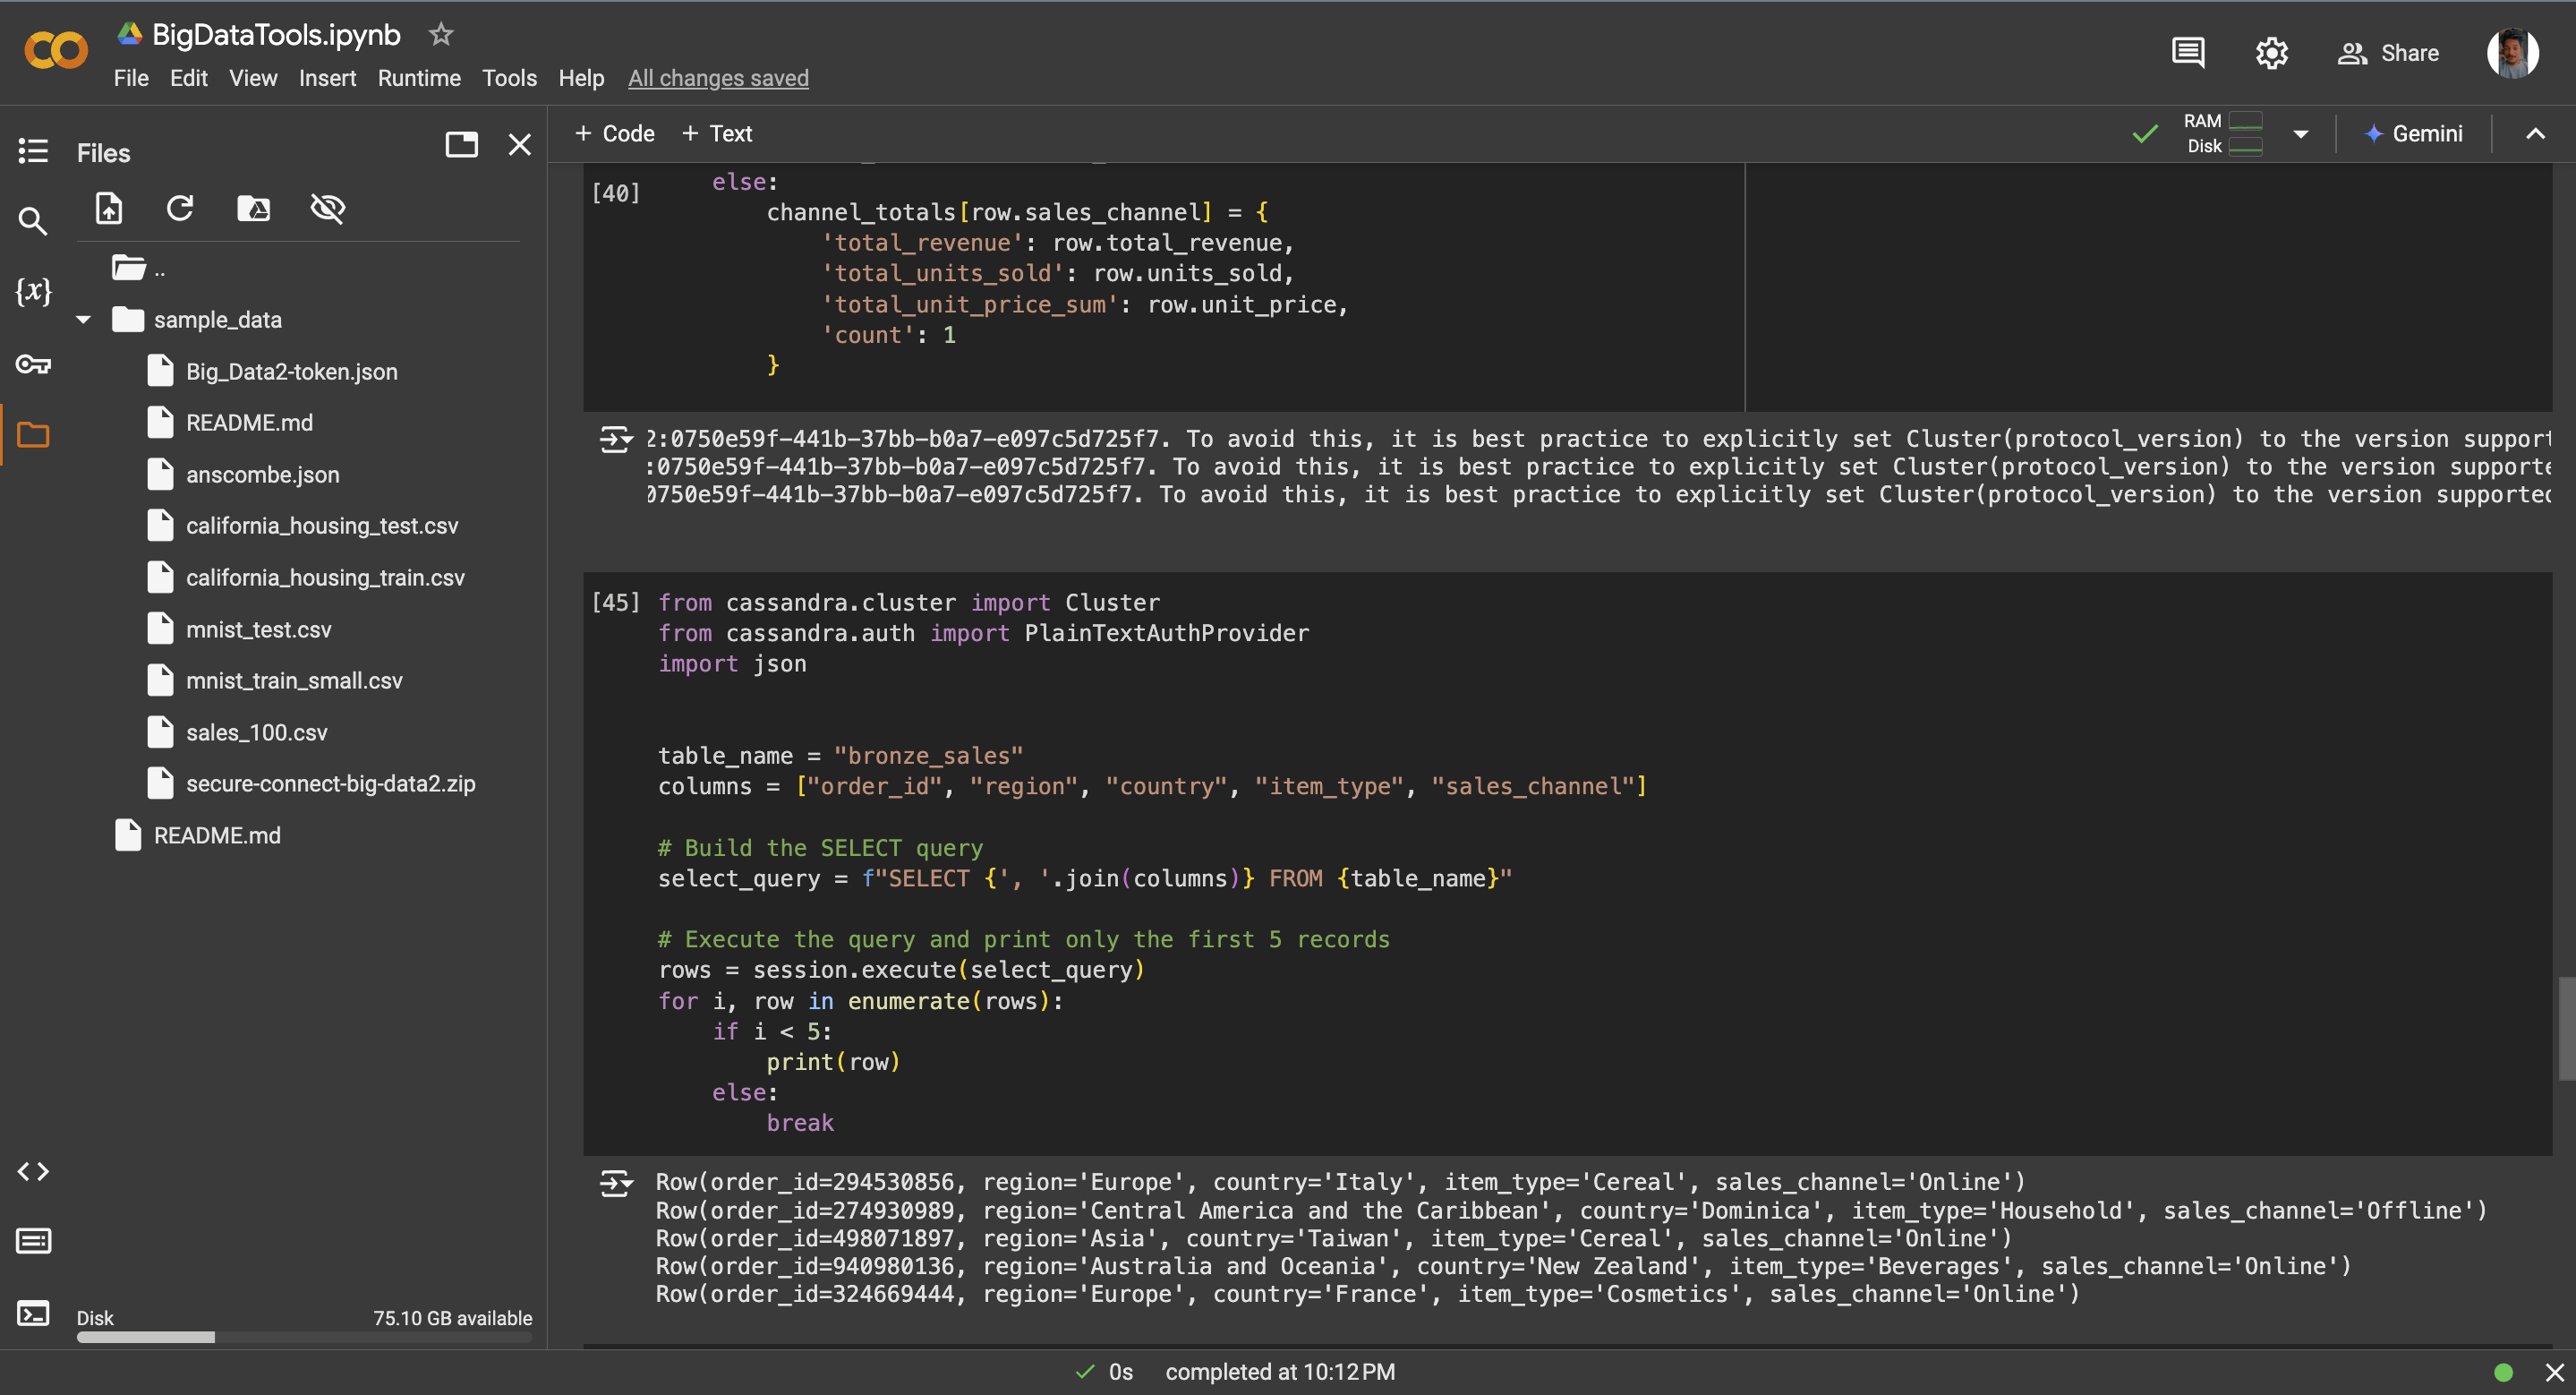 BigDataTools.ipynb
File Edit View Insert Runtime Tools Help All changes saved
Share
Files
..
sample_data
Big_Data2-token.json
README.md
anscombe.json
california_housing_test.csv
california_housing_train.csv
mnist_test.csv
mnist_train_small.csv
sales_100.csv
secure-connect-big-data2.zip
README.md
Disk 75.10 GB available
+ Code + Text
RAM
Disk
Gemini
[40]
else:
channel_totals[row.sales_channel] = {
'total_revenue': row.total_revenue,
'total_units_sold': row.units_sold,
'total_unit_price_sum': row.unit_price,
'count': 1
}
2:0750e59f-441b-37bb-b0a7-e097c5d725f7. To avoid this, it is best practice to explicitly set Cluster(protocol_version) to the version support
:0750e59f-441b-37bb-b0a7-e097c5d725f7. To avoid this, it is best practice to explicitly set Cluster(protocol_version) to the version supporte
0750e59f-441b-37bb-b0a7-e097c5d725f7. To avoid this, it is best practice to explicitly set Cluster(protocol_version) to the version supported
[45]
from cassandra.cluster import Cluster
from cassandra.auth import PlainTextAuthProvider
import json
table_name = "bronze_sales"
columns = ["order_id", "region", "country", "item_type", "sales_channel"]
# Build the SELECT query
select_query = f"SELECT {', '.join(columns)} FROM {table_name}"
# Execute the query and print only the first 5 records
rows = session.execute(select_query)
for i, row in enumerate(rows):
if i < 5:
print(row)
else:
break
Row(order_id=294530856, region='Europe', country='Italy', item_type='Cereal', sales_channel='Online')
Row(order_id=274930989, region='Central America and the Caribbean', country='Dominica', item_type='Household', sales_channel='Offline')
Row(order_id=498071897, region='Asia', country='Taiwan', item_type='Cereal', sales_channel='Online')
Row(order_id=940980136, region='Australia and Oceania', country='New Zealand', item_type='Beverages', sales_channel='Online')
Row(order_id=324669444, region='Europe', country='France', item_type='Cosmetics', sales_channel='Online')
0s completed at 10:12 PM